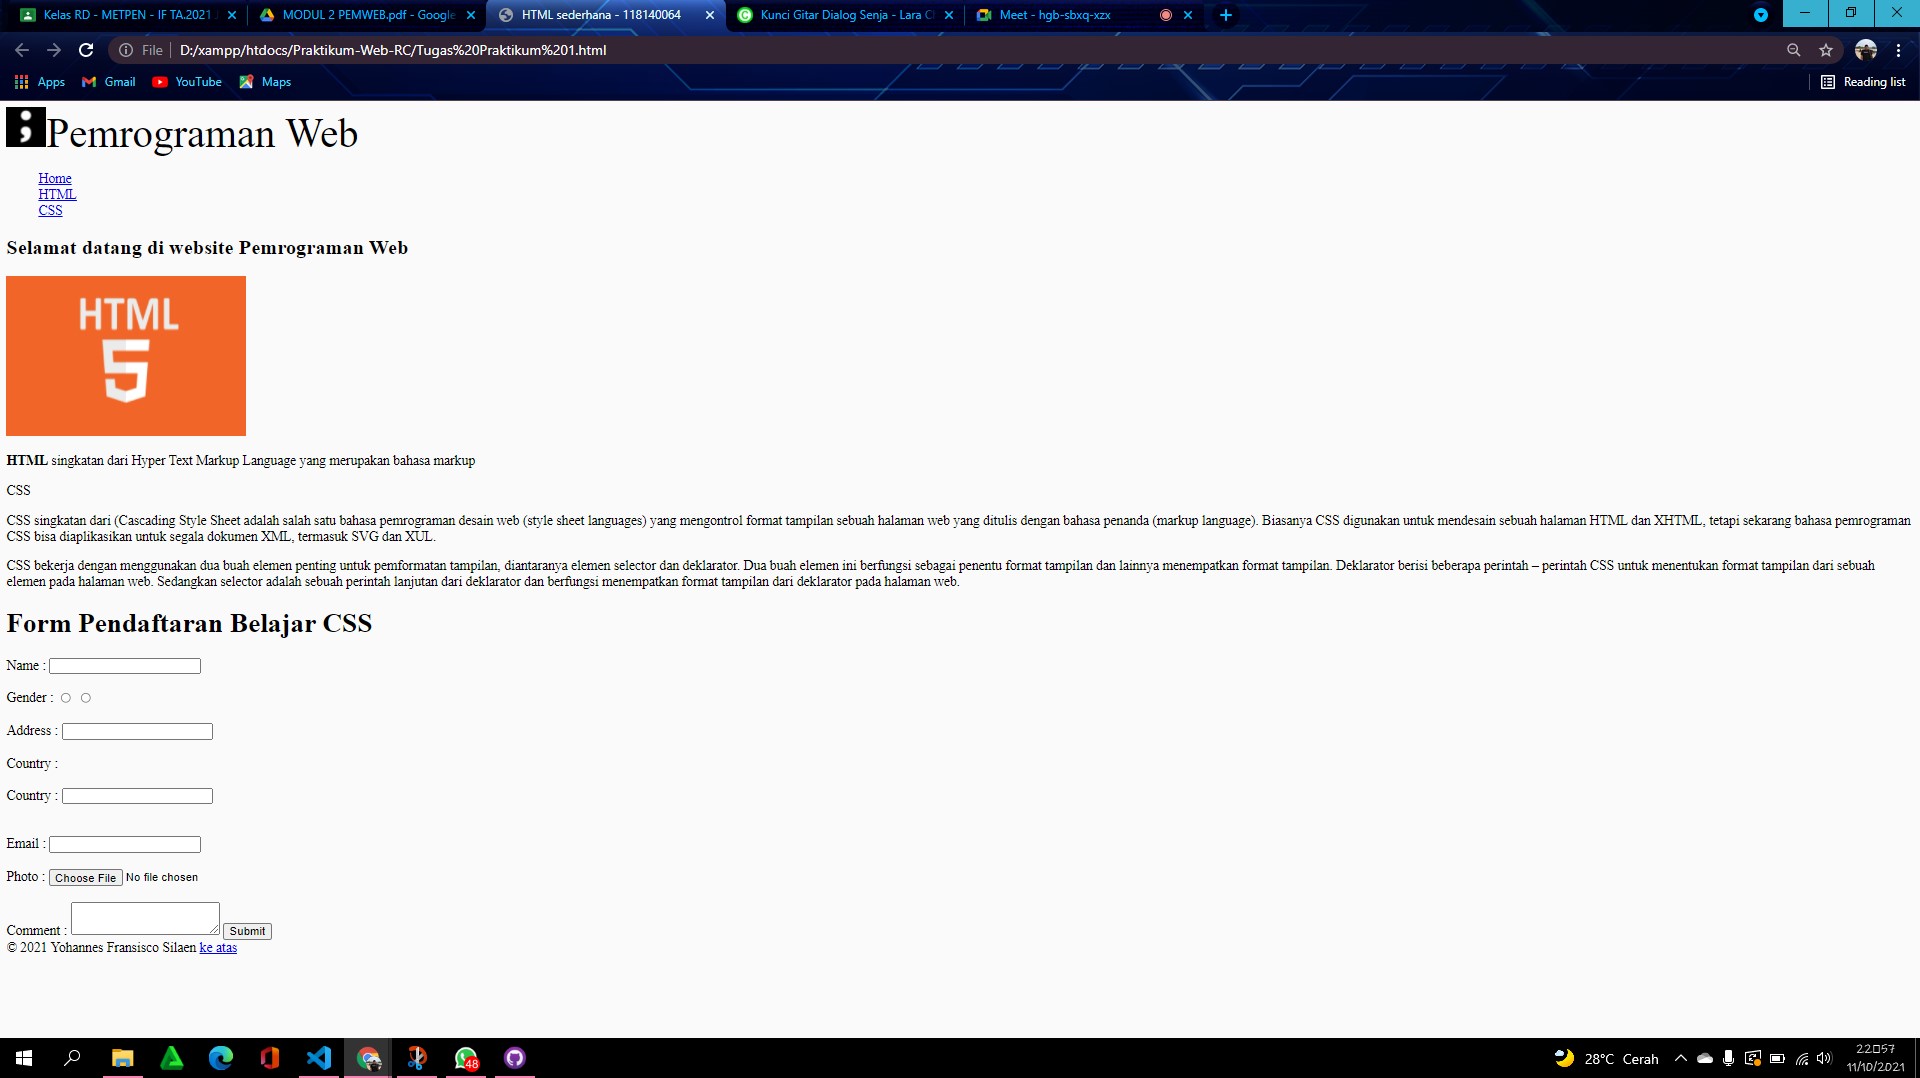 Kelas RD - METPEN - IF TA.2021
MODUL 2 PEMWEB.pdf - Google
HTML sederhana - 118140064
Kunci Gitar Dialog Senja - Lara C
Meet - hgb-sbxq-xzx
File
D:/xampp/htdocs/Praktikum-Web-RC/Tugas%20Praktikum%201.html
Apps
Gmail
YouTube
Maps
Reading list
;Pemrograman Web
Home
HTML
CSS
Selamat datang di website Pemrograman Web
HTML
5
HTML singkatan dari Hyper Text Markup Language yang merupakan bahasa markup
CSS
CSS singkatan dari (Cascading Style Sheet adalah salah satu bahasa pemrograman desain web (style sheet languages) yang mengontrol format tampilan sebuah halaman web yang ditulis dengan bahasa penanda (markup language). Biasanya CSS digunakan untuk mendesain sebuah halaman HTML dan XHTML, tetapi sekarang bahasa pemrograman
CSS bisa diaplikasikan untuk segala dokumen XML, termasuk SVG dan XUL.
CSS bekerja dengan menggunakan dua buah elemen penting untuk pemformatan tampilan, diantaranya elemen selector dan deklarator. Dua buah elemen ini berfungsi sebagai penentu format tampilan dan lainnya menempatkan format tampilan. Deklarator berisi beberapa perintah – perintah CSS untuk menentukan format tampilan dari sebuah
elemen pada halaman web. Sedangkan selector adalah sebuah perintah lanjutan dari deklarator dan berfungsi menempatkan format tampilan dari deklarator pada halaman web.
Form Pendaftaran Belajar CSS
Name :
Gender :
Address :
Country :
Country :
Email :
Photo : Choose File No file chosen
Comment : Submit
© 2021 Yohannes Fransisco Silaen ke atas
48
28°C Cerah
22□57
11/10/2021